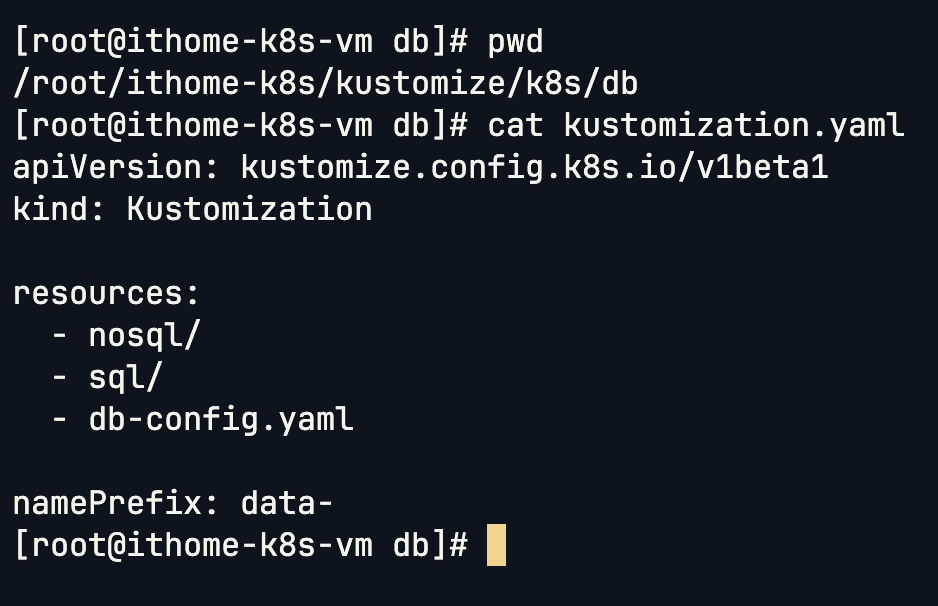 [root@ithome-k8s-vm db]# pwd
/root/ithome-k8s/kustomize/k8s/db
[root@ithome-k8s-vm db]# cat kustomization.yaml
apiVersion: kustomize.config.k8s.io/v1beta1
kind: Kustomization

resources:
  - nosql/
  - sql/
  - db-config.yaml

namePrefix: data-
[root@ithome-k8s-vm db]#